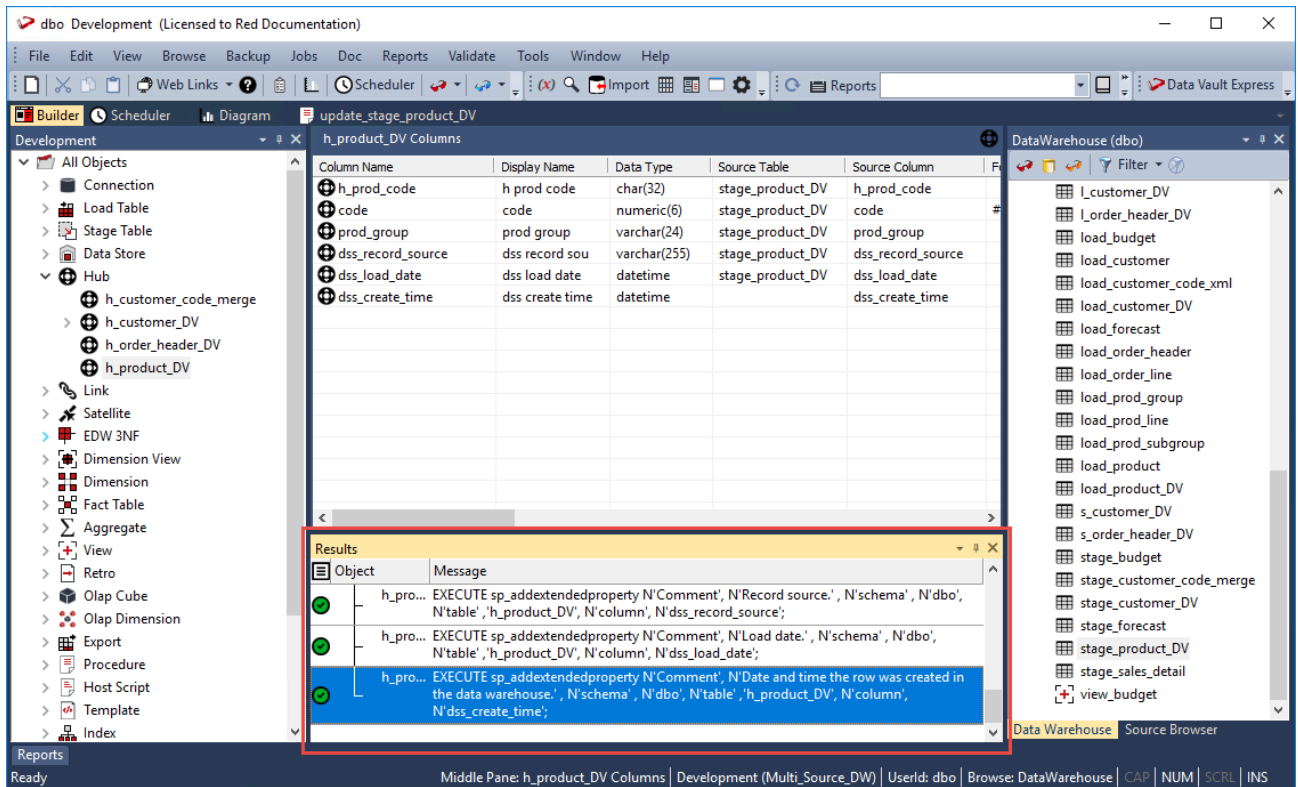 dbo Development (Licensed to Red Documentation)
File Edit View Browse Backup Jobs Doc Reports Validate Tools Window Help
Web Links Scheduler (x) Import Reports Data Vault Express
Builder Scheduler Diagram update_stage_product_DV
Development
All Objects
Connection
Load Table
Stage Table
Data Store
Hub
h_customer_code_merge
h_customer_DV
h_order_header_DV
h_product_DV
Link
Satellite
EDW 3NF
Dimension View
Dimension
Fact Table
Aggregate
View
Retro
Olap Cube
Olap Dimension
Export
Procedure
Host Script
Template
Index
h_product_DV Columns
Column Name Display Name Data Type Source Table Source Column
h_prod_code h prod code char(32) stage_product_DV h_prod_code
code code numeric(6) stage_product_DV code #
prod_group prod group varchar(24) stage_product_DV prod_group
dss_record_source dss record sou varchar(255) stage_product_DV dss_record_source
dss_load_date dss load date datetime stage_product_DV dss_load_date
dss_create_time dss create time datetime dss_create_time
Results
Object Message
h_pro... EXECUTE sp_addextendedproperty N'Comment', N'Record source.' , N'schema' , N'dbo',
N'table' ,'h_product_DV', N'column', N'dss_record_source';
h_pro... EXECUTE sp_addextendedproperty N'Comment', N'Load date.' , N'schema' , N'dbo',
N'table' ,'h_product_DV', N'column', N'dss_load_date';
h_pro... EXECUTE sp_addextendedproperty N'Comment', N'Date and time the row was created in
the data warehouse.' , N'schema' , N'dbo', N'table' ,'h_product_DV', N'column',
N'dss_create_time';
DataWarehouse (dbo)
Filter
l_customer_DV
l_order_header_DV
load_budget
load_customer
load_customer_code_xml
load_customer_DV
load_forecast
load_order_header
load_order_line
load_prod_group
load_prod_line
load_prod_subgroup
load_product
load_product_DV
s_customer_DV
s_order_header_DV
stage_budget
stage_customer_code_merge
stage_customer_DV
stage_forecast
stage_product_DV
stage_sales_detail
view_budget
Data Warehouse Source Browser
Reports
Ready Middle Pane: h_product_DV Columns Development (Multi_Source_DW) UserId: dbo Browse: DataWarehouse CAP NUM SCRL INS